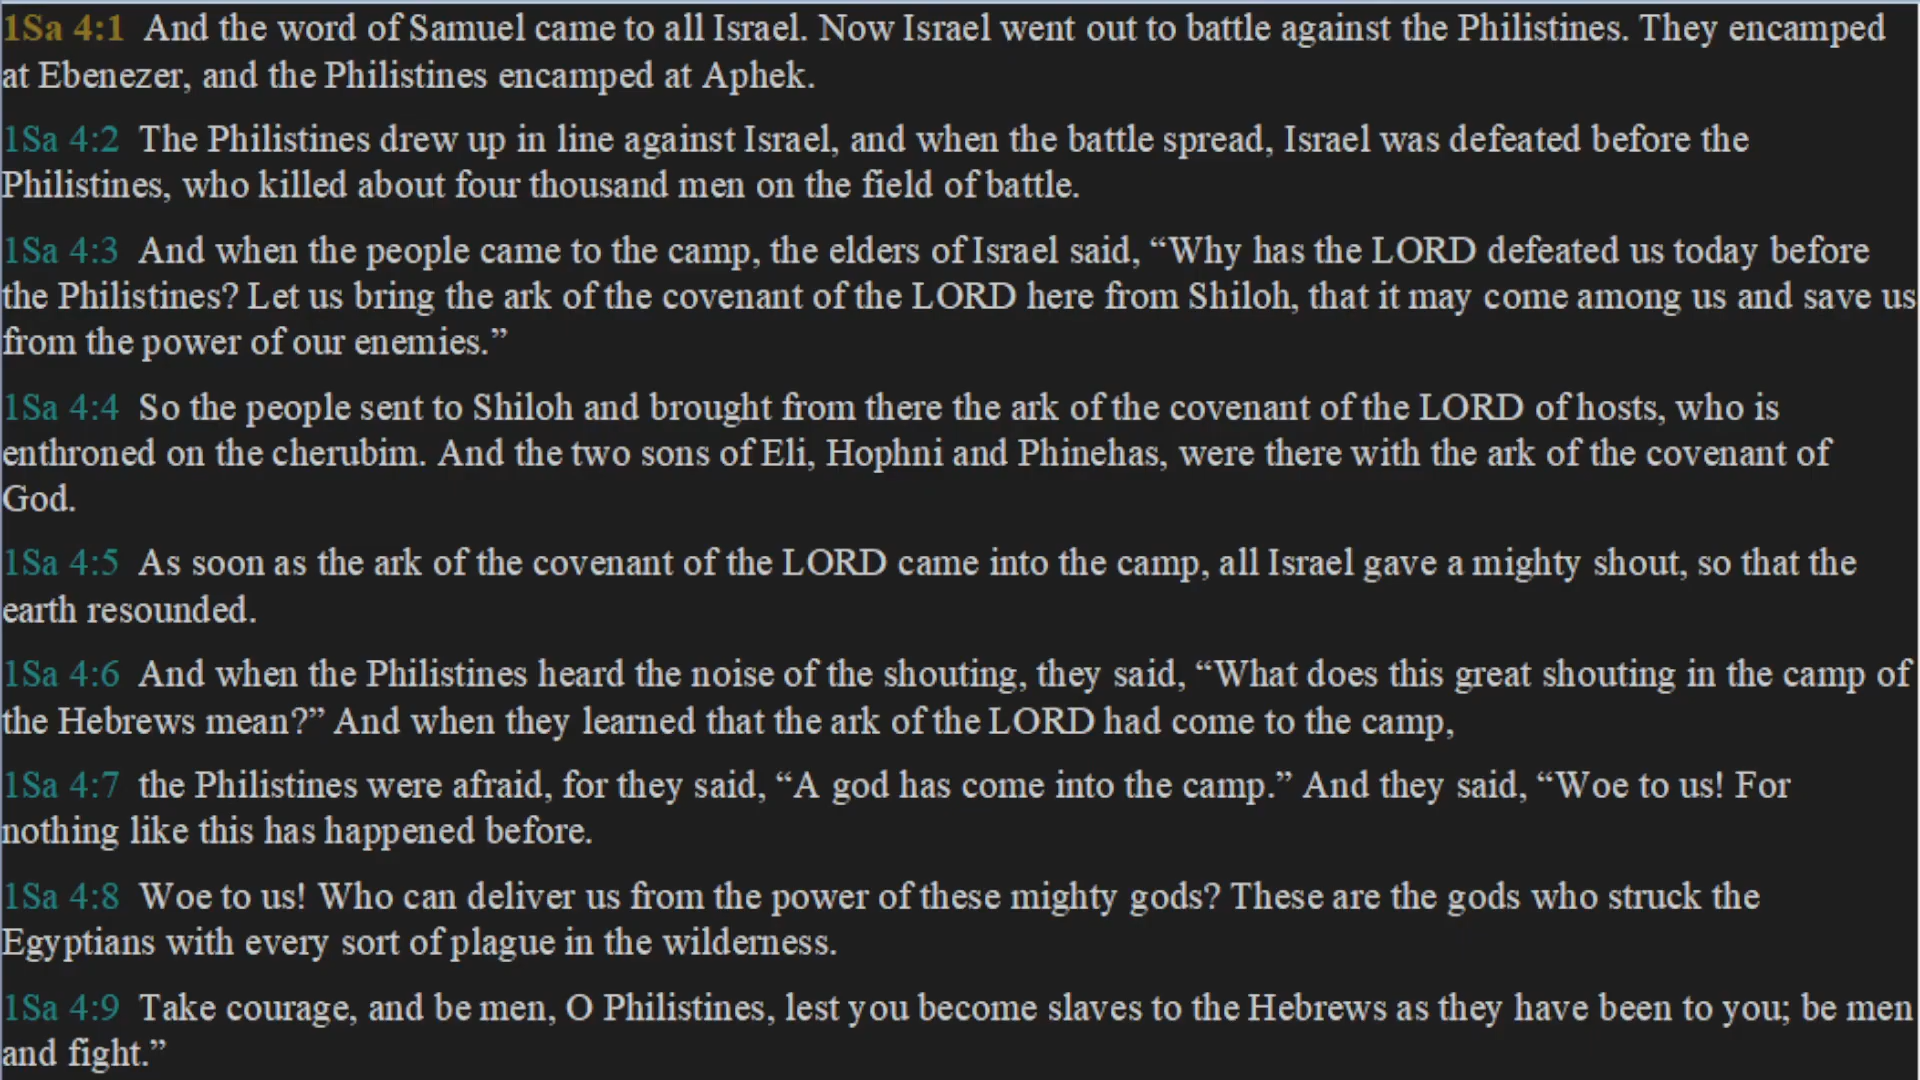 1Sa 4:1 And the word of Samuel came to all Israel. Now Israel went out to battle against the Philistines. They encamped
at Ebenezer, and the Philistines encamped at Aphek.
1Sa 4:2 The Philistines drew up in line against Israel, and when the battle spread, Israel was defeated before the
Philistines, who killed about four thousand men on the field of battle.
1Sa 4:3 And when the people came to the camp, the elders of Israel said, “Why has the LORD defeated us today before
the Philistines? Let us bring the ark of the covenant of the LORD here from Shiloh, that it may come among us and save us
from the power of our enemies.”
1Sa 4:4 So the people sent to Shiloh and brought from there the ark of the covenant of the LORD of hosts, who is
enthroned on the cherubim. And the two sons of Eli, Hophni and Phinehas, were there with the ark of the covenant of
God.
1Sa 4:5 As soon as the ark of the covenant of the LORD came into the camp, all Israel gave a mighty shout, so that the
earth resounded.
1Sa 4:6 And when the Philistines heard the noise of the shouting, they said, “What does this great shouting in the camp of
the Hebrews mean?” And when they learned that the ark of the LORD had come to the camp,
1Sa 4:7 the Philistines were afraid, for they said, “A god has come into the camp.” And they said, “Woe to us! For
nothing like this has happened before.
1Sa 4:8 Woe to us! Who can deliver us from the power of these mighty gods? These are the gods who struck the
Egyptians with every sort of plague in the wilderness.
1Sa 4:9 Take courage, and be men, O Philistines, lest you become slaves to the Hebrews as they have been to you; be men
and fight.”